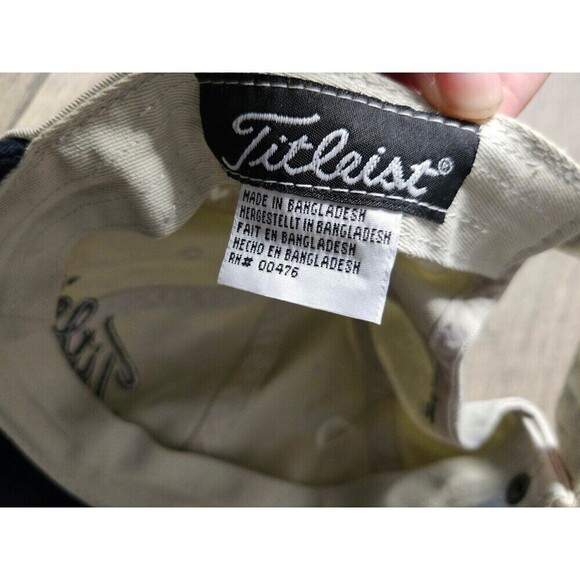 Titleist®
MADE IN BANGLADESH
HERGESTELLT IN BANGLADESH
FAIT EN BANGLADESH
HECHO EN BANGLADESH
RN# 00476